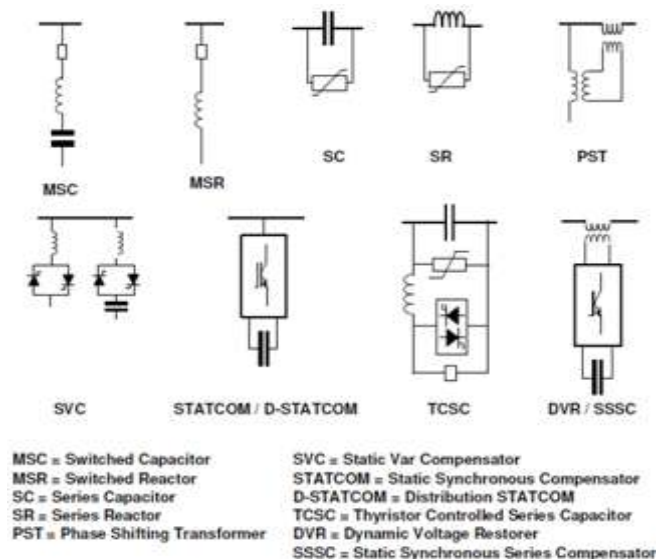 MSC
MSR
SC
SR
PST
SVC
STATCOM / D-STATCOM
TCSC
DVR / SSSC
MSC = Switched Capacitor
MSR = Switched Reactor
SC = Series Capacitor
SR = Series Reactor
PST = Phase Shifting Transformer
SVC = Static Var Compensator
STATCOM = Static Synchronous Compensator
D-STATCOM = Distribution STATCOM
TCSC = Thyristor Controlled Series Capacitor
DVR = Dynamic Voltage Restorer
SSSC = Static Synchronous Series Compensator